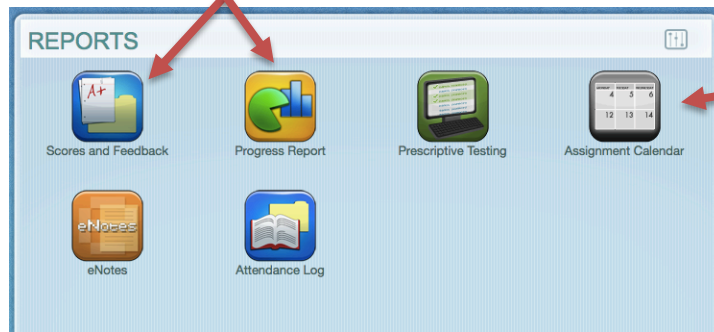 REPORTS
A+
4 5 6
12 13 14
Scores and Feedback
Progress Report
Prescriptive Testing
Assignment Calendar
eNotes
eNotes
Attendance Log